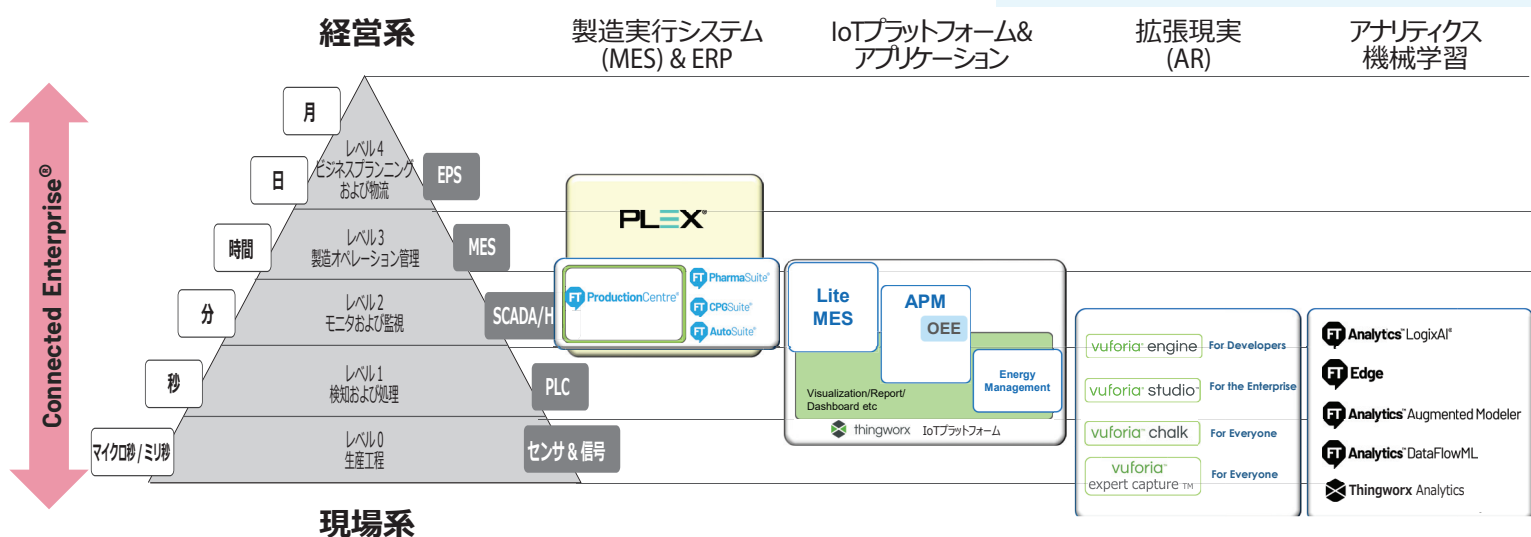 経営系
製造実行システム
(MES) & ERP
IoTプラットフォーム&
アプリケーション
拡張現実
(AR)
アナリティクス
機械学習
Connected Enterprise®
月
日
時間
分
秒
マイクロ秒 / ミリ秒
レベル 4
ビジネスプランニング
および物流
レベル 3
製造オペレーション管理
レベル 2
モニタおよび監視
レベル 1
検知および処理
レベル 0
生産工程
EPS
MES
SCADA/H
PLC
センサ & 信号
現場系
PLEX®
FT ProductionCentre®
FT PharmaSuite®
FT CPGSuite®
FT AutoSuite®
Lite
MES
APM
OEE
Energy
Management
Visualization/Report/
Dashboard etc
thingworx IoTプラットフォーム
vuforia™ engine For Developers
vuforia™ studio™ For the Enterprise
vuforia™ chalk For Everyone
vuforia™
expert capture TM For Everyone
FT Analytcs™ LogixAI®
FT Edge
FT Analytics™ Augmented Modeler
FT Analytics™ DataFlowML
Thingworx Analytics